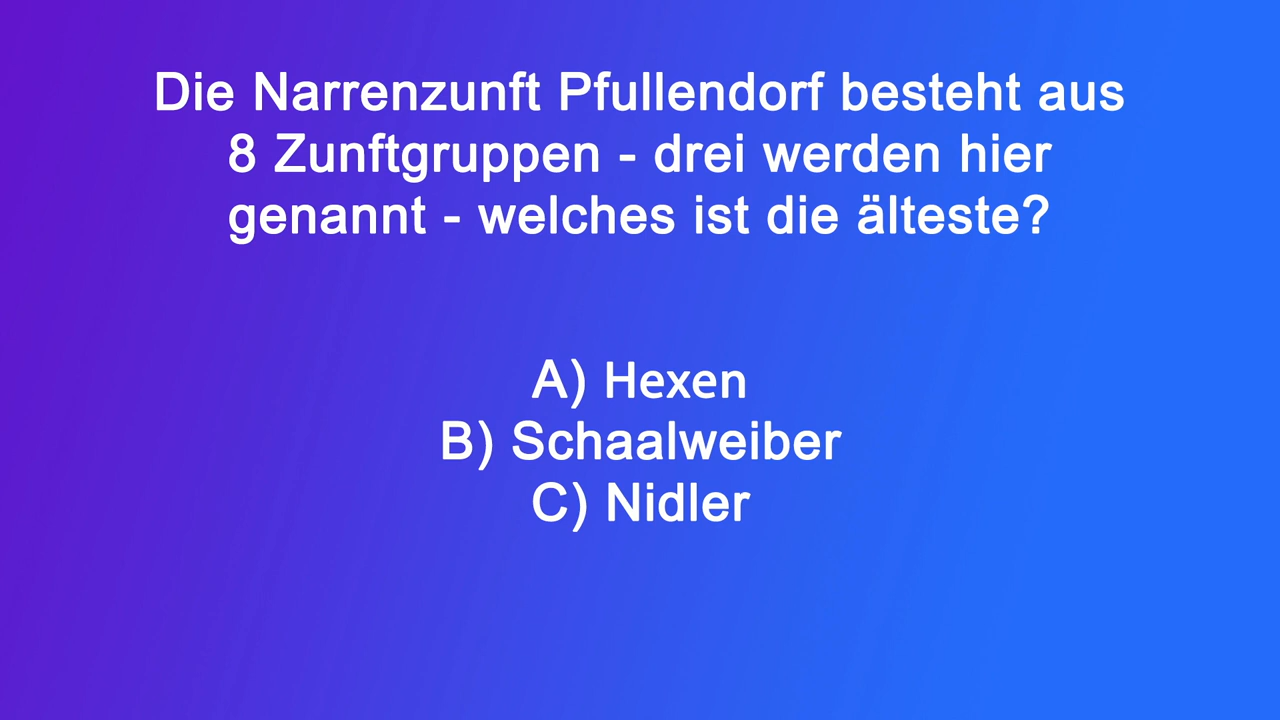 Die Narrenzunft Pfullendorf besteht aus
8 Zunftgruppen - drei werden hier
genannt - welches ist die älteste?
A) Hexen
B) Schaalweiber
C) Nidler